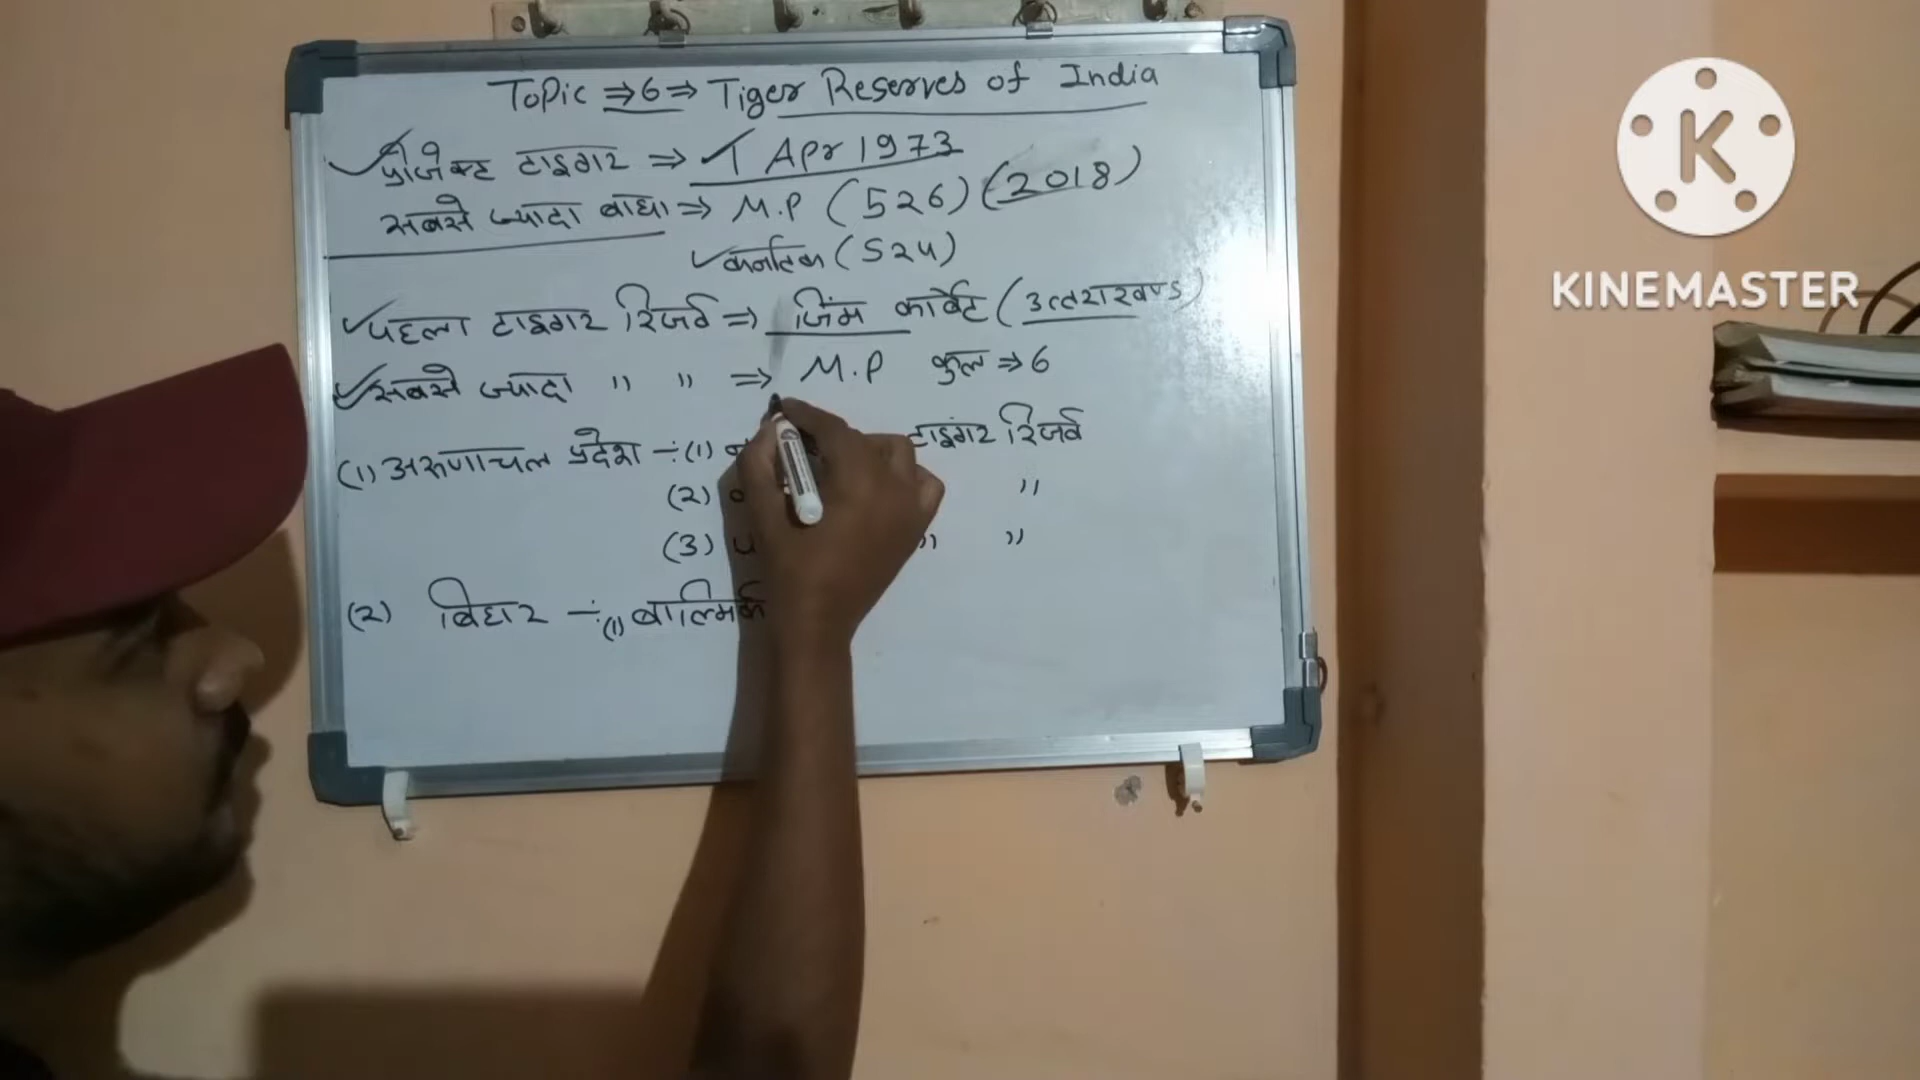 Topic ⇒ 6 ⇒ Tiger Reserves of India
प्रोजेक्ट टाइगर ⇒ 1 Apr 1973
सबसे ज्यादा बाघा ⇒ M.P (526) (2018)
कर्नाटक (524)
पहला टाइगर रिजर्व ⇒ जिम कार्बेट (उत्तराखण्ड)
सबसे ज्यादा " " ⇒ M.P कुल ⇒ 6
(1) अरुणाचल प्रदेश -: (1) टाइगर रिजर्व
(2) "
(3) " "
(2) बिहार -: (1) वाल्मिकी
KINEMASTER